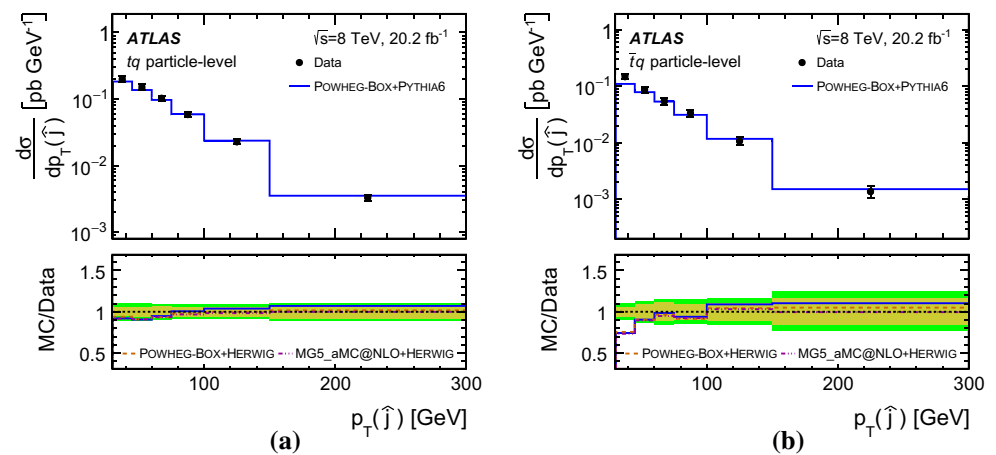 ATLAS
√s=8 TeV, 20.2 fb⁻¹
tq particle-level
Data
POWHEG-BOX+PYTHIA6
dσ/dp_T(ĵ) [pb GeV⁻¹]
1
10⁻¹
10⁻²
10⁻³
MC/Data
1.5
1
0.5
POWHEG-BOX+HERWIG
MG5_aMC@NLO+HERWIG
100 200 300
p_T(ĵ) [GeV]
(a)
ATLAS
√s=8 TeV, 20.2 fb⁻¹
t̄q particle-level
Data
POWHEG-BOX+PYTHIA6
dσ/dp_T(ĵ) [pb GeV⁻¹]
1
10⁻¹
10⁻²
10⁻³
MC/Data
1.5
1
0.5
POWHEG-BOX+HERWIG
MG5_aMC@NLO+HERWIG
100 200 300
p_T(ĵ) [GeV]
(b)